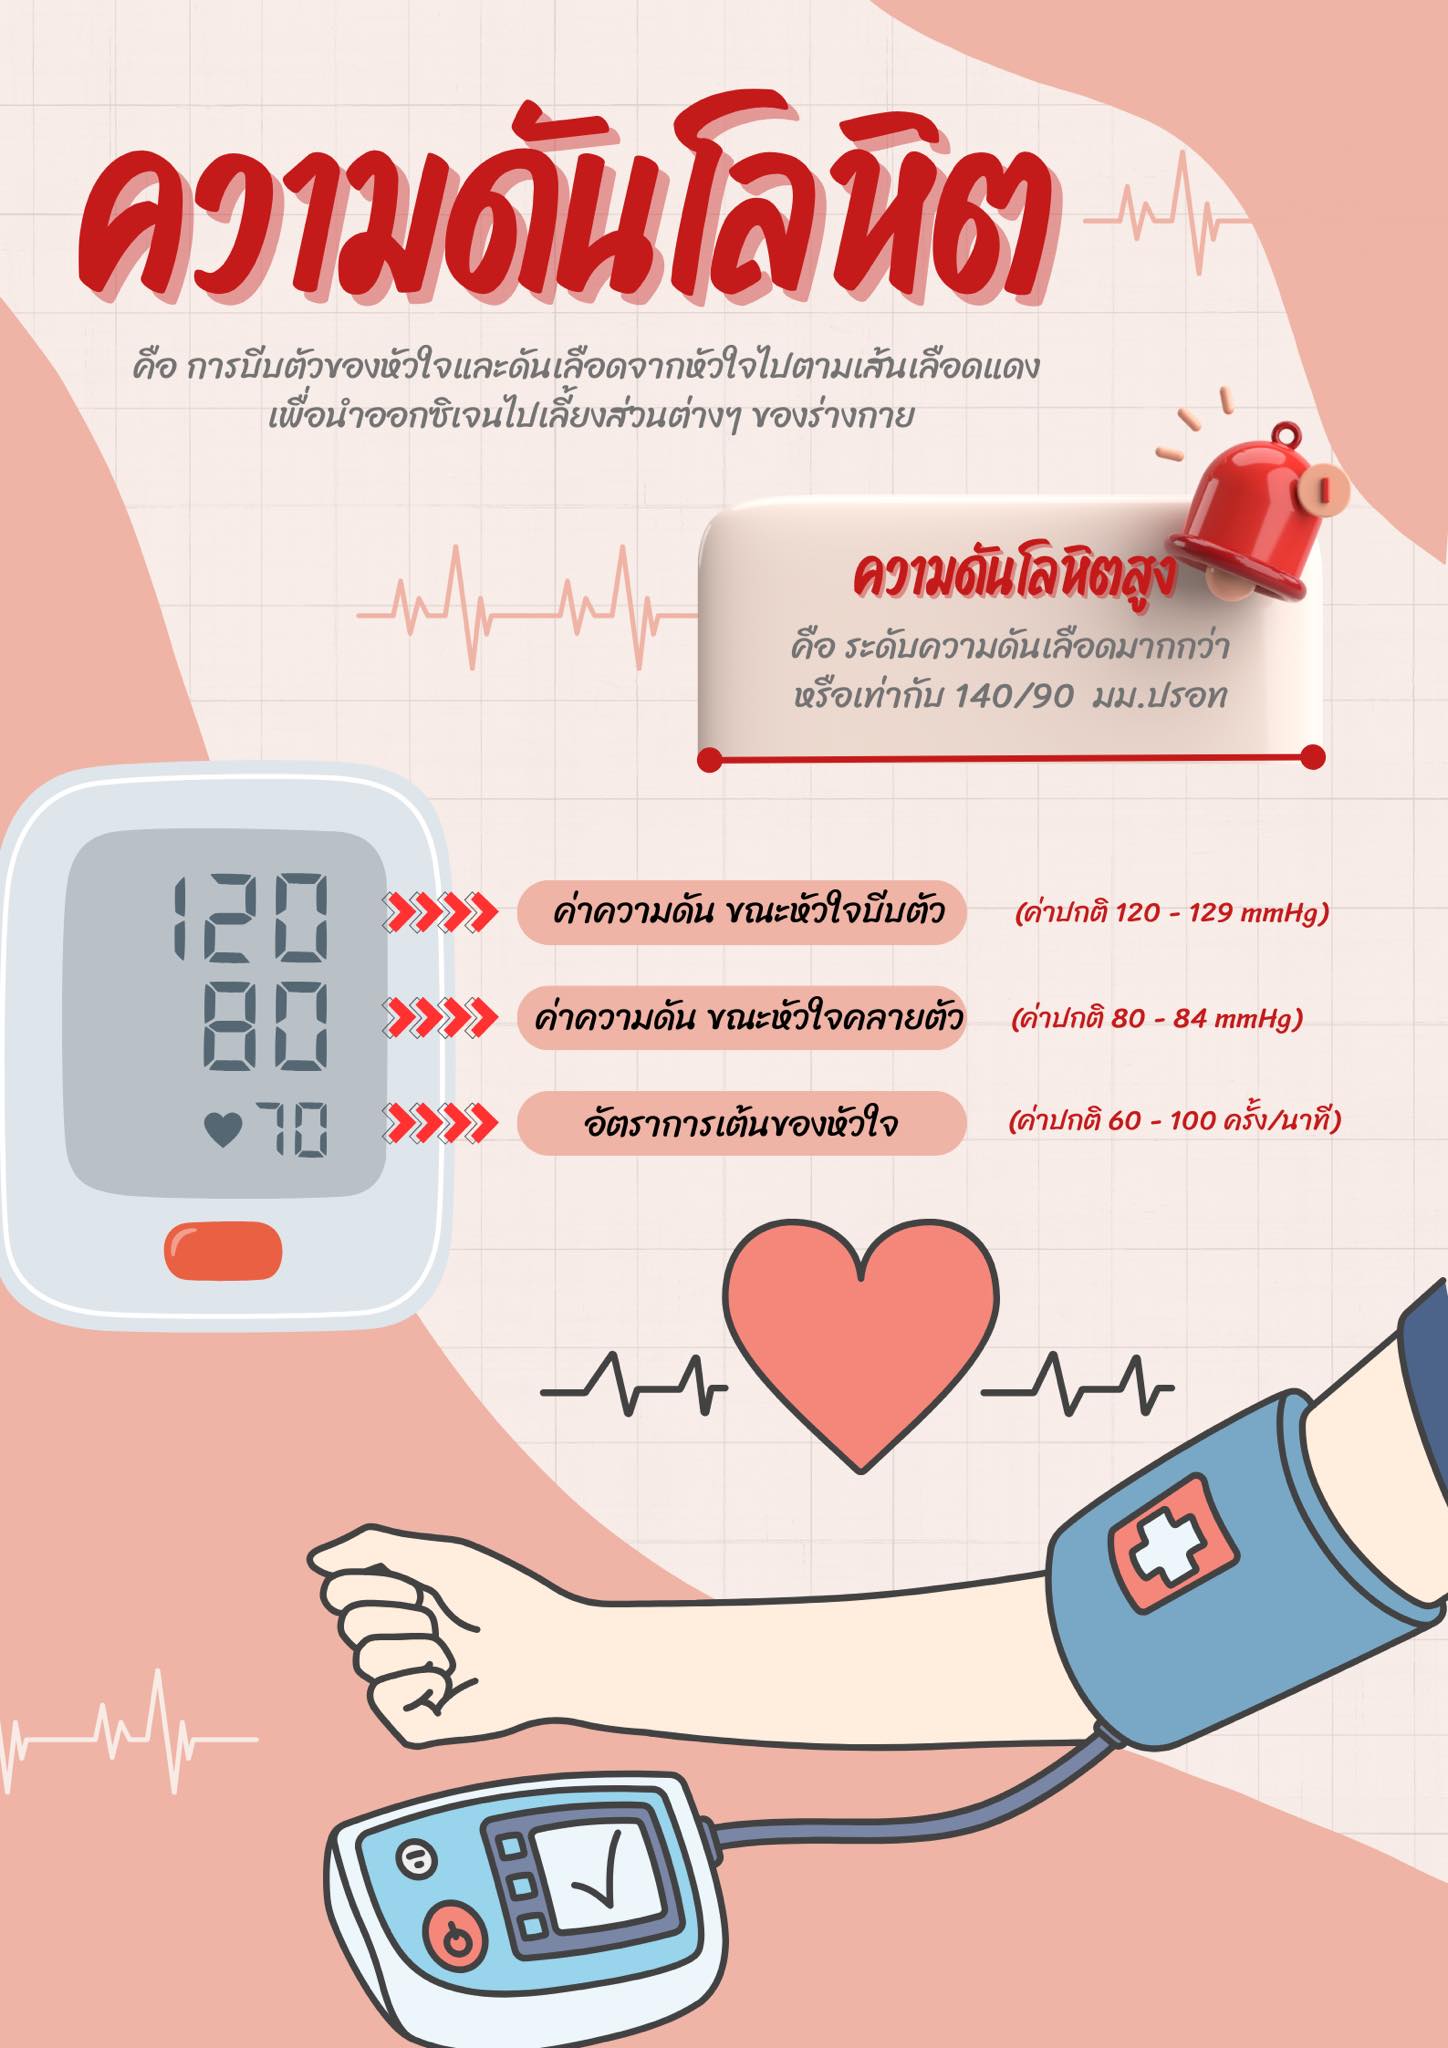 ความดันโลหิต
คือ การบีบตัวของหัวใจและดันเลือดจากหัวใจไปตามเส้นเลือดแดง
เพื่อนำออกซิเจนไปเลี้ยงส่วนต่างๆ ของร่างกาย
ความดันโลหิตสูง
คือ ระดับความดันเลือดมากกว่า
หรือเท่ากับ 140/90 มม.ปรอท
120
ค่าความดัน ขณะหัวใจบีบตัว
(ค่าปกติ 120 - 129 mmHg)
80
ค่าความดัน ขณะหัวใจคลายตัว
(ค่าปกติ 80 - 84 mmHg)
70
อัตราการเต้นของหัวใจ
(ค่าปกติ 60 - 100 ครั้ง/นาที)